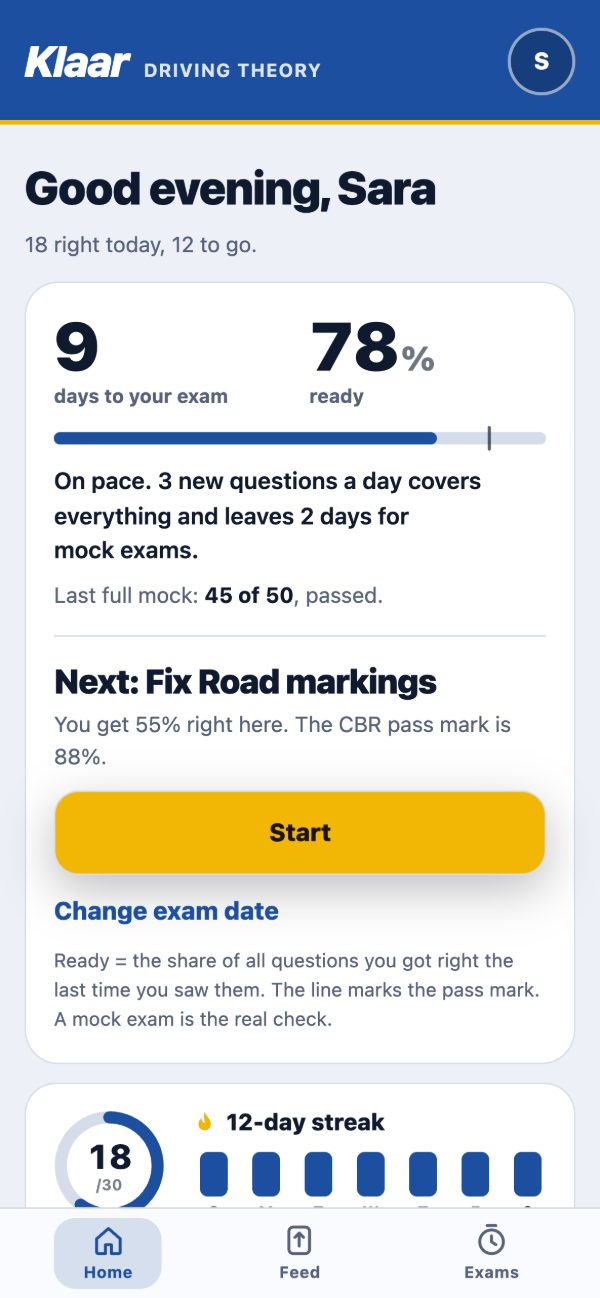 Klaar DRIVING THEORY
S
Good evening, Sara
18 right today, 12 to go.
9
days to your exam
78%
ready
On pace. 3 new questions a day covers
everything and leaves 2 days for
mock exams.
Last full mock: 45 of 50, passed.
Next: Fix Road markings
You get 55% right here. The CBR pass mark is
88%.
Start
Change exam date
Ready = the share of all questions you got right the
last time you saw them. The line marks the pass mark.
A mock exam is the real check.
18
/30
12-day streak
Home
Feed
Exams